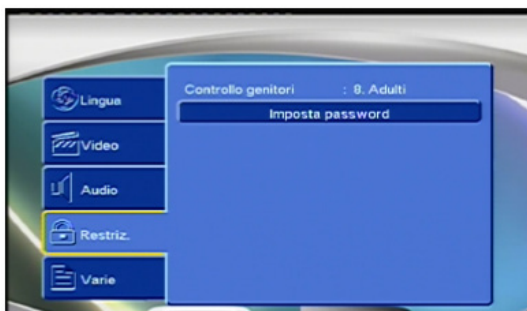 Lingua
Video
Audio
Restriz.
Varie
Controllo genitori : 8. Adulti
Imposta password